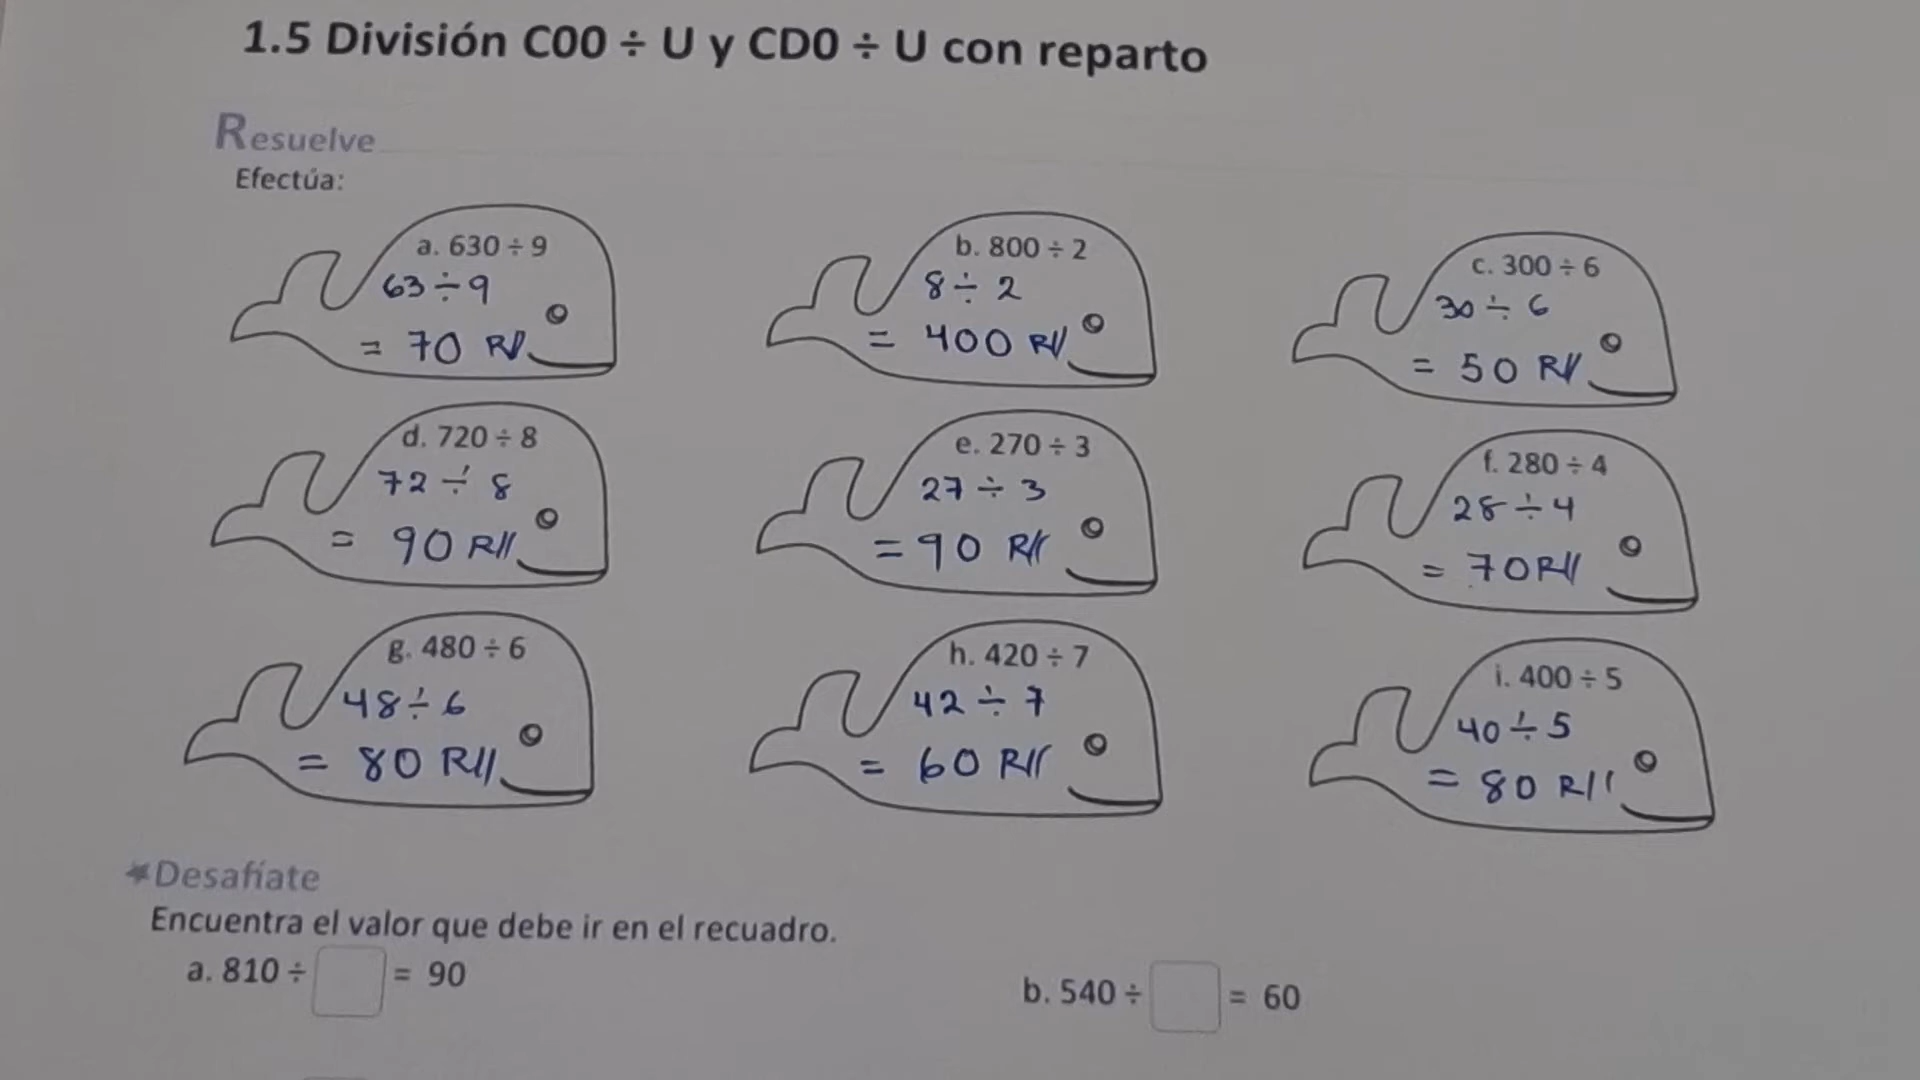 1.5 División C00 ÷ U y CD0 ÷ U con reparto
Resuelve
Efectúa:
a. 630 ÷ 9
63 ÷ 9
= 70 R//
b. 800 ÷ 2
8 ÷ 2
= 400 R//
c. 300 ÷ 6
30 ÷ 6
= 50 R//
d. 720 ÷ 8
72 ÷ 8
= 90 R//
e. 270 ÷ 3
27 ÷ 3
= 90 R//
f. 280 ÷ 4
28 ÷ 4
= 70 R//
g. 480 ÷ 6
48 ÷ 6
= 80 R//
h. 420 ÷ 7
42 ÷ 7
= 60 R//
i. 400 ÷ 5
40 ÷ 5
= 80 R//
★Desafíate
Encuentra el valor que debe ir en el recuadro.
a. 810 ÷ = 90
b. 540 ÷ = 60